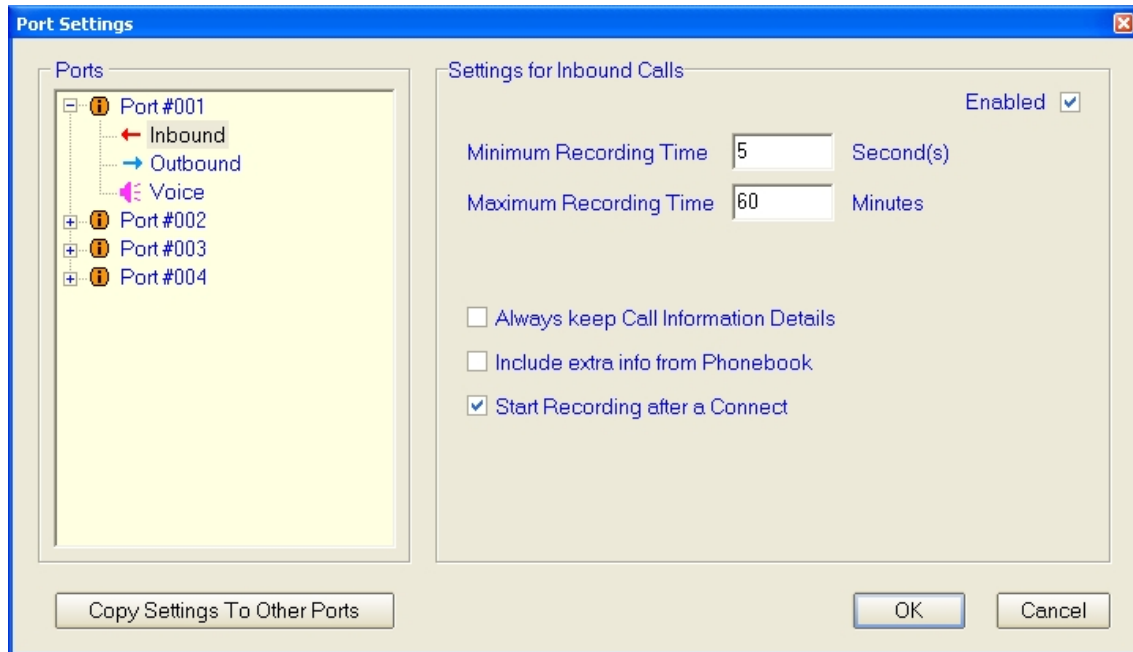 Port Settings
Ports
Port #001
Inbound
Outbound
Voice
Port #002
Port #003
Port #004
Settings for Inbound Calls
Enabled
Minimum Recording Time 5 Second(s)
Maximum Recording Time 60 Minutes
Always keep Call Information Details
Include extra info from Phonebook
Start Recording after a Connect
Copy Settings To Other Ports
OK
Cancel